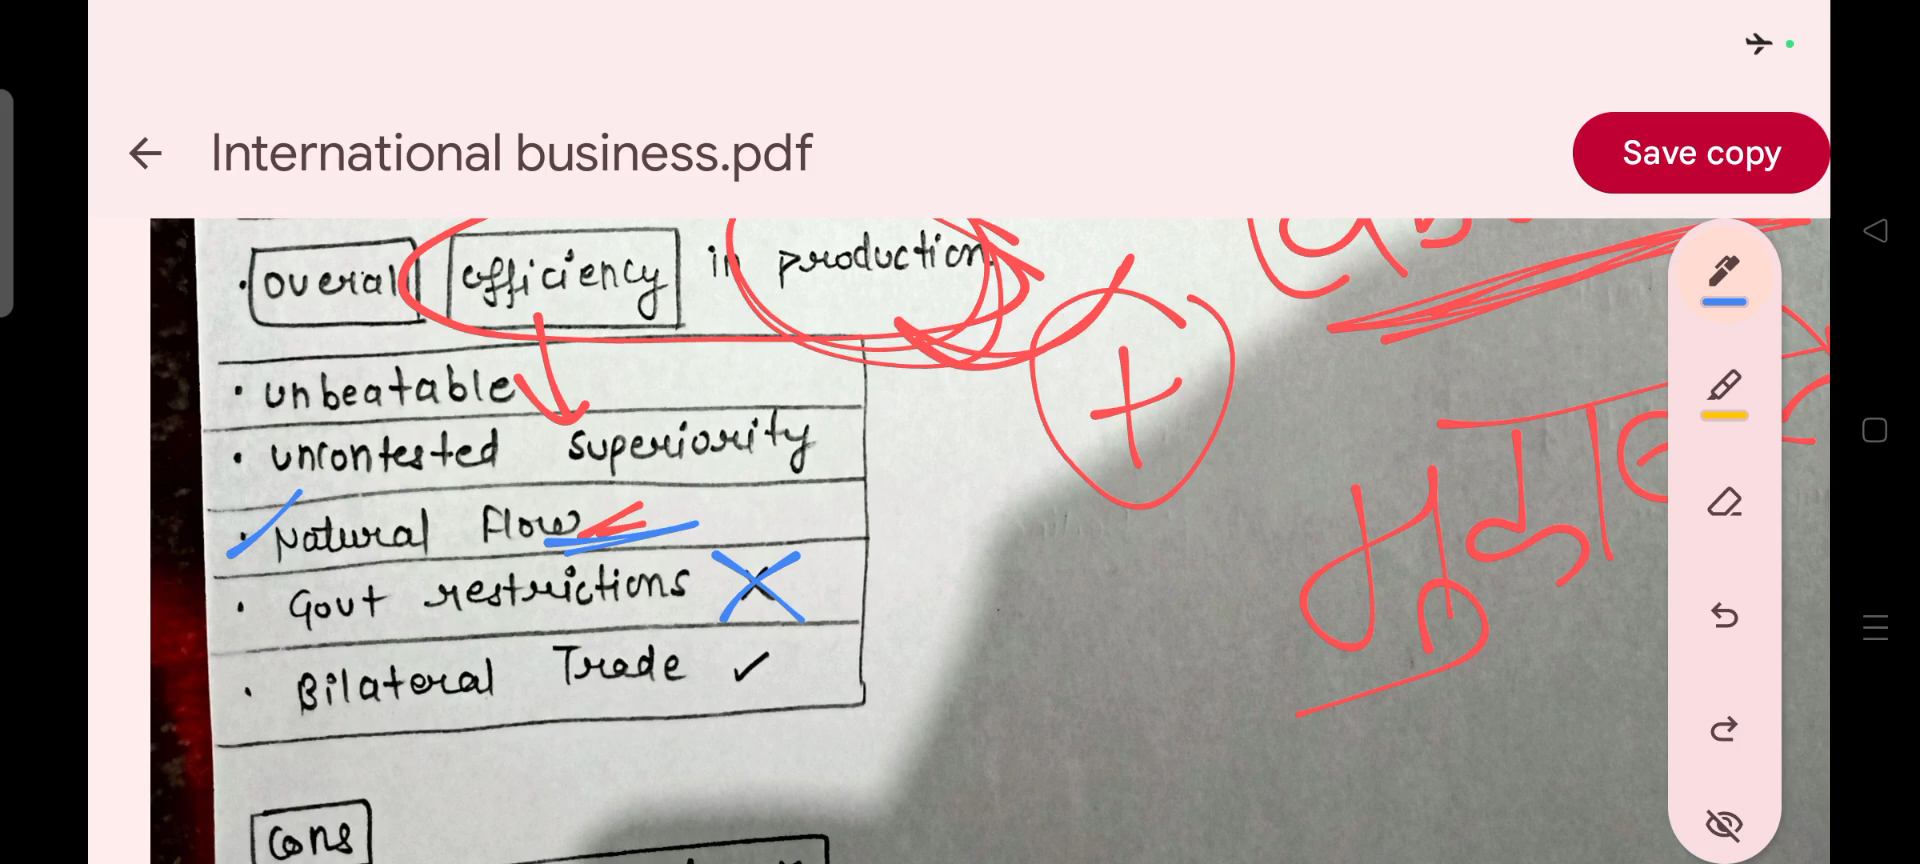 International business.pdf
Save copy
• Overall efficiency in production
• unbeatable
• uncontested superiority
• Natural flow
• Govt restrictions X
• Bilateral Trade ✓
Cons